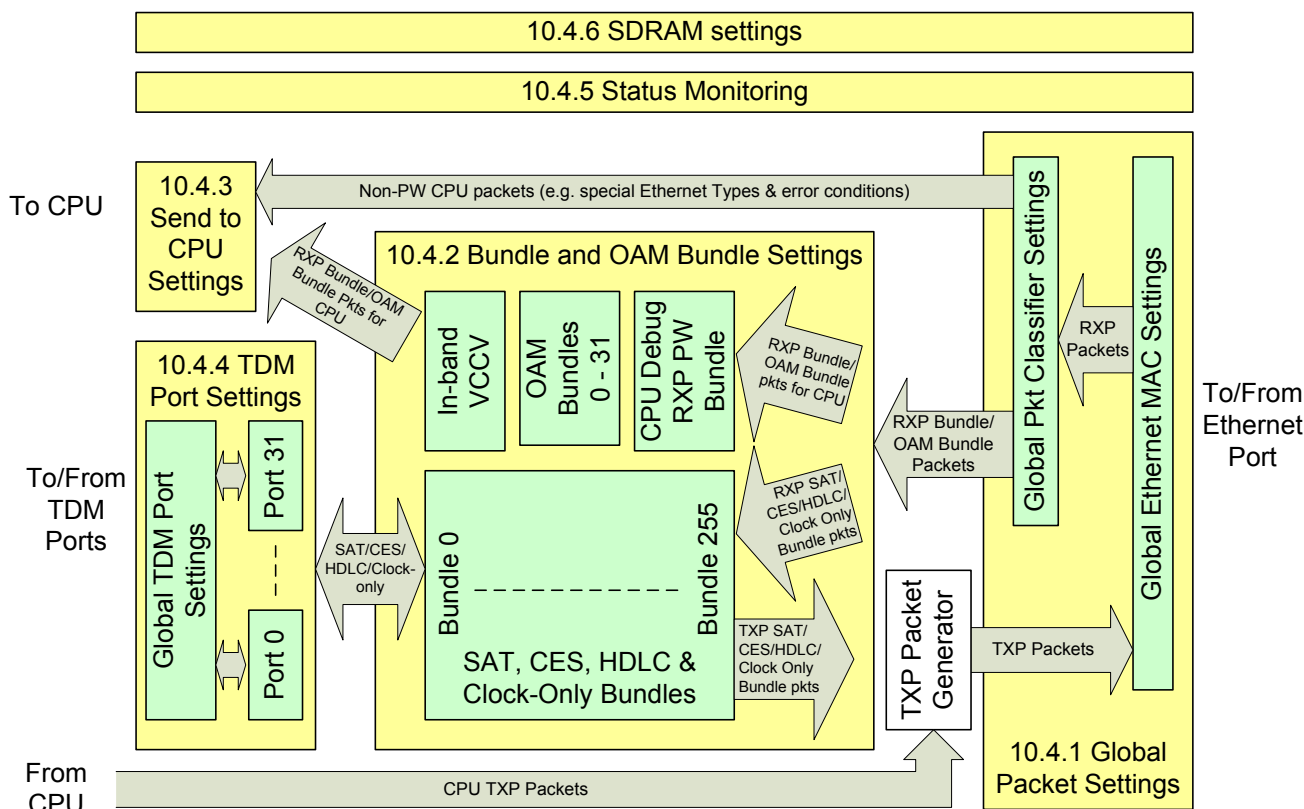 10.4.6 SDRAM settings
10.4.5 Status Monitoring
To CPU
10.4.3
Send to
CPU
Settings
Non-PW CPU packets (e.g. special Ethernet Types & error conditions)
RXP Bundle/OAM
Bundle Pkts for
CPU
10.4.2 Bundle and OAM Bundle Settings
In-band
VCCV
OAM
Bundles
0 - 31
CPU Debug
RXP PW
Bundle
RXP Bundle/
OAM Bundle
pkts for CPU
RXP Bundle/
OAM Bundle
Packets
Global Pkt Classifier Settings
RXP
Packets
Global Ethernet MAC Settings
To/From
Ethernet
Port
10.4.4 TDM
Port Settings
To/From
TDM
Ports
Global TDM Port
Settings
Port 31
Port 0
SAT/CES/
HDLC/Clock-
only
Bundle 0
Bundle 255
SAT, CES, HDLC &
Clock-Only Bundles
RXP SAT/
CES/HDLC/
Clock Only
Bundle pkts
TXP SAT/
CES/HDLC/
Clock Only
Bundle pkts
TXP Packet
Generator
TXP Packets
10.4.1 Global
Packet Settings
From
CPU
CPU TXP Packets